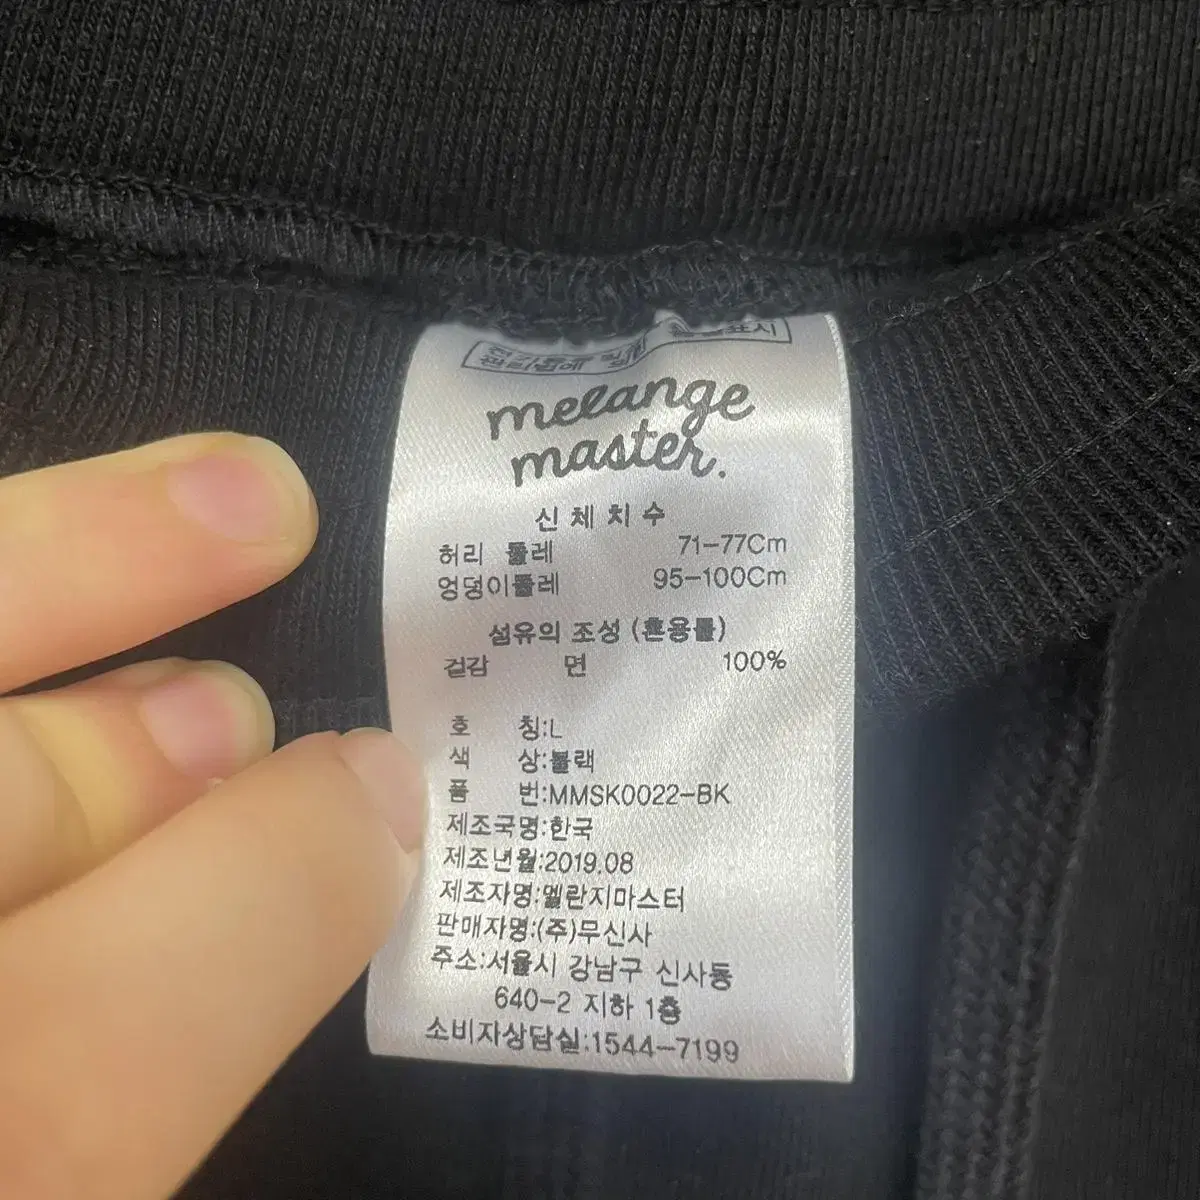 melange
master.
신체치수
허리 둘레 71-77Cm
엉덩이둘레 95-100Cm
섬유의 조성 (혼용률)
겉감 면 100%
호 칭:L
색 상:블랙
품 번:MMSK0022-BK
제조국명:한국
제조년월:2019.08
제조자명:멜란지마스터
판매자명:(주)무신사
주소:서울시 강남구 신사동
640-2 지하 1층
소비자상담실:1544-7199